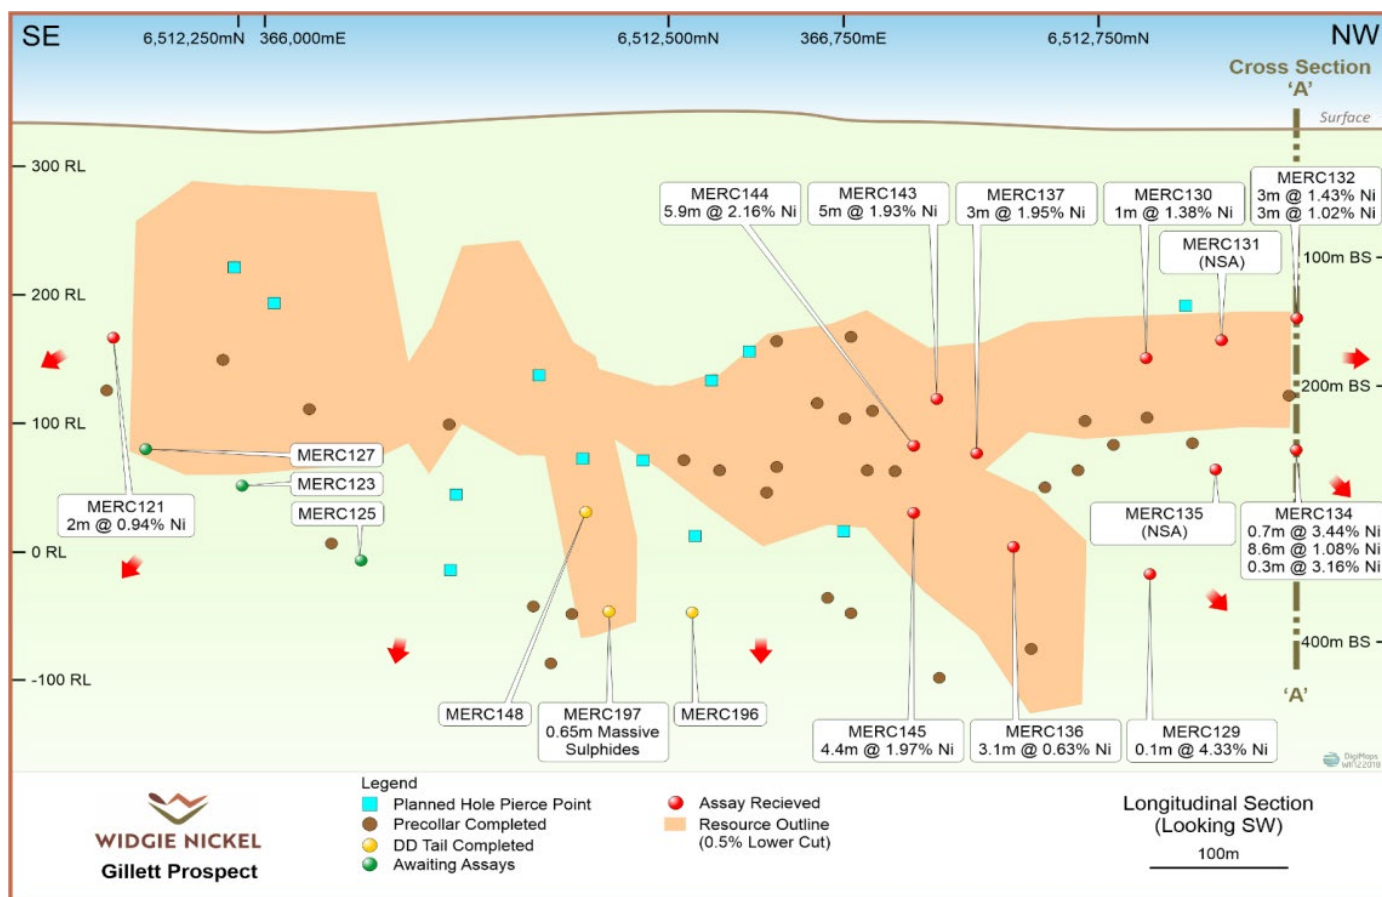 SE
6,512,250mN
366,000mE
6,512,500mN
366,750mE
6,512,750mN
NW
Cross Section
'A'
Surface
300 RL
200 RL
100 RL
0 RL
-100 RL
100m BS
200m BS
400m BS
MERC144
5.9m @ 2.16% Ni
MERC143
5m @ 1.93% Ni
MERC137
3m @ 1.95% Ni
MERC130
1m @ 1.38% Ni
MERC132
3m @ 1.43% Ni
3m @ 1.02% Ni
MERC131
(NSA)
MERC127
MERC123
MERC125
MERC121
2m @ 0.94% Ni
MERC135
(NSA)
MERC134
0.7m @ 3.44% Ni
8.6m @ 1.08% Ni
0.3m @ 3.16% Ni
MERC148
MERC197
0.65m Massive
Sulphides
MERC196
MERC145
4.4m @ 1.97% Ni
MERC136
3.1m @ 0.63% Ni
MERC129
0.1m @ 4.33% Ni
'A'
DigiMaps
WIN22018
WIDGIE NICKEL
Gillett Prospect
Legend
Planned Hole Pierce Point
Precollar Completed
DD Tail Completed
Awaiting Assays
Assay Recieved
Resource Outline
(0.5% Lower Cut)
Longitudinal Section
(Looking SW)
100m